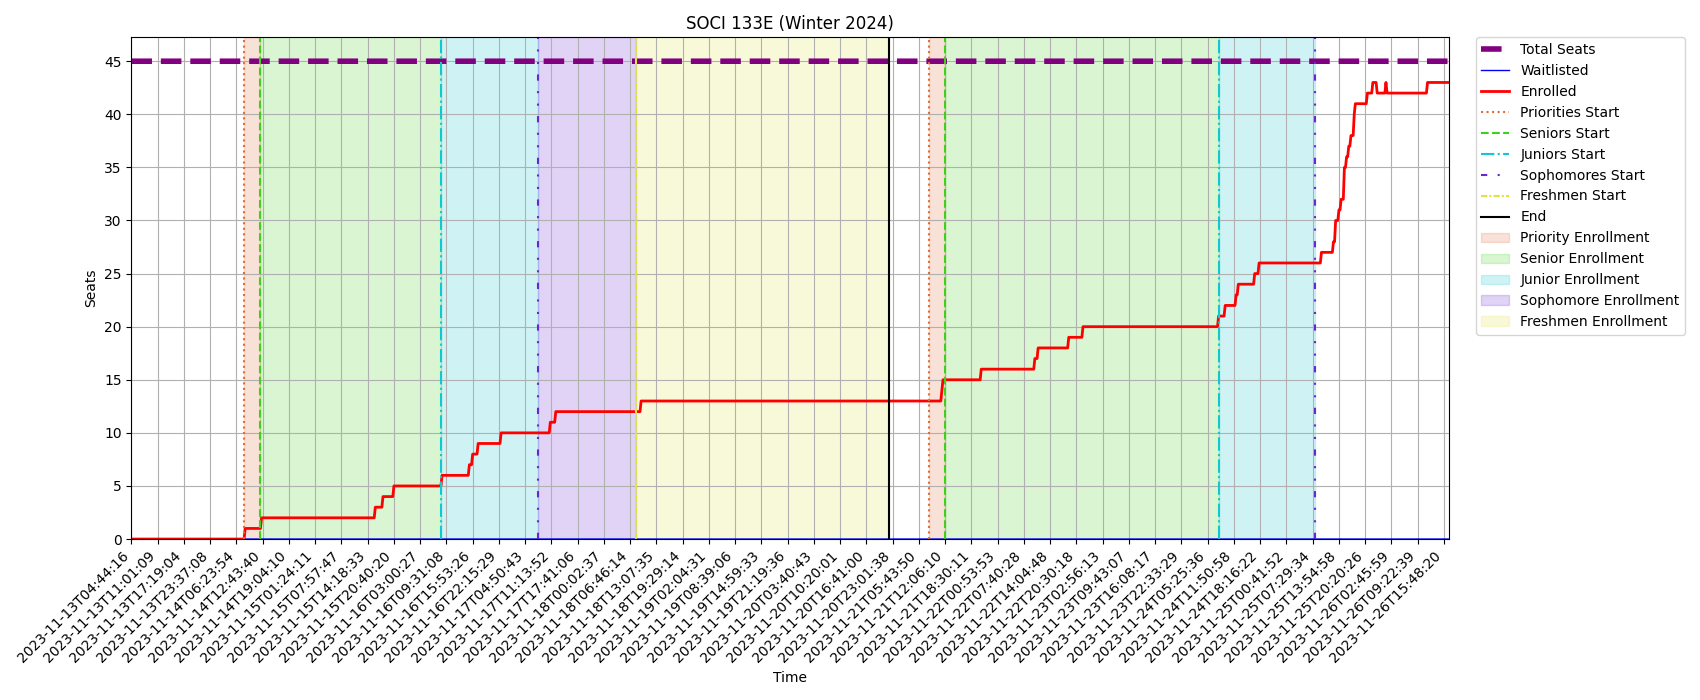 SOCI 133E (Winter 2024)
Seats
45
40
35
30
25
20
15
10
5
0
2023-11-13T04:44:16
2023-11-13T11:01:09
2023-11-13T17:19:04
2023-11-13T23:37:08
2023-11-14T06:23:54
2023-11-14T12:43:40
2023-11-14T19:04:10
2023-11-15T01:24:11
2023-11-15T07:57:47
2023-11-15T14:18:33
2023-11-15T20:40:20
2023-11-16T03:00:27
2023-11-16T09:31:08
2023-11-16T15:53:26
2023-11-16T22:15:29
2023-11-17T04:50:43
2023-11-17T11:13:52
2023-11-17T17:41:06
2023-11-18T00:02:37
2023-11-18T06:46:14
2023-11-18T13:07:35
2023-11-18T19:29:14
2023-11-19T02:04:31
2023-11-19T08:39:06
2023-11-19T14:59:33
2023-11-19T21:19:36
2023-11-20T03:40:43
2023-11-20T10:20:01
2023-11-20T16:41:00
2023-11-20T23:01:38
2023-11-21T05:43:50
2023-11-21T12:06:10
2023-11-21T18:30:11
2023-11-22T00:53:53
2023-11-22T07:40:28
2023-11-22T14:04:48
2023-11-22T20:30:18
2023-11-23T02:56:13
2023-11-23T09:43:07
2023-11-23T16:08:17
2023-11-23T22:33:29
2023-11-24T05:25:36
2023-11-24T11:50:58
2023-11-24T18:16:22
2023-11-25T00:41:52
2023-11-25T07:29:34
2023-11-25T13:54:58
2023-11-25T20:20:26
2023-11-26T02:45:59
2023-11-26T09:22:39
2023-11-26T15:48:20
Time
Total Seats
Waitlisted
Enrolled
Priorities Start
Seniors Start
Juniors Start
Sophomores Start
Freshmen Start
End
Priority Enrollment
Senior Enrollment
Junior Enrollment
Sophomore Enrollment
Freshmen Enrollment